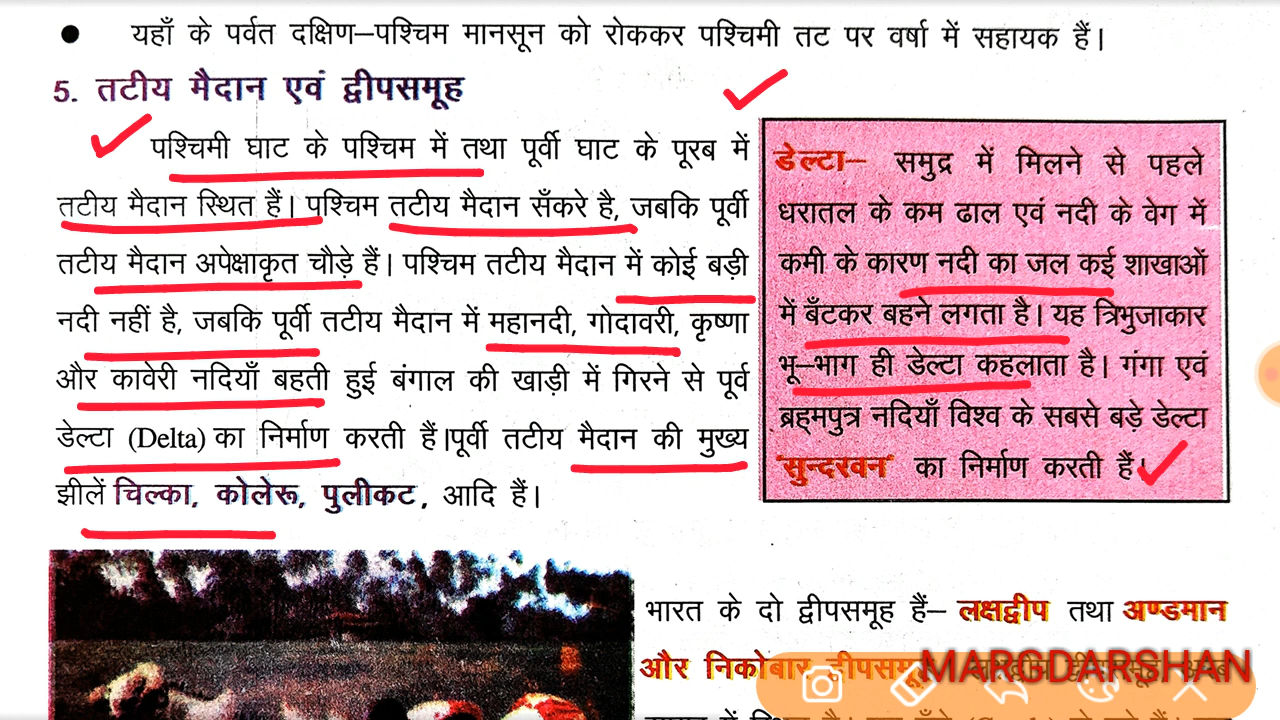 ● यहाँ के पर्वत दक्षिण–पश्चिम मानसून को रोककर पश्चिमी तट पर वर्षा में सहायक हैं।
5. तटीय मैदान एवं द्वीपसमूह
पश्चिमी घाट के पश्चिम में तथा पूर्वी घाट के पूरब में
तटीय मैदान स्थित हैं। पश्चिम तटीय मैदान सँकरे है, जबकि पूर्वी
तटीय मैदान अपेक्षाकृत चौड़े हैं। पश्चिम तटीय मैदान में कोई बड़ी
नदी नहीं है, जबकि पूर्वी तटीय मैदान में महानदी, गोदावरी, कृष्णा
और कावेरी नदियाँ बहती हुई बंगाल की खाड़ी में गिरने से पूर्व
डेल्टा (Delta) का निर्माण करती हैं।पूर्वी तटीय मैदान की मुख्य
झीलें चिल्का, कोलेरू, पुलीकट, आदि हैं।
डेल्टा– समुद्र में मिलने से पहले
धरातल के कम ढाल एवं नदी के वेग में
कमी के कारण नदी का जल कई शाखाओं
में बँटकर बहने लगता है। यह त्रिभुजाकार
भू–भाग ही डेल्टा कहलाता है। गंगा एवं
ब्रह्मपुत्र नदियाँ विश्व के सबसे बड़े डेल्टा
'सुन्दरवन' का निर्माण करती हैं।
भारत के दो द्वीपसमूह हैं– लक्षद्वीप तथा अण्डमान
और निकोबार द्वीपसमूह
MARGDARSHAN